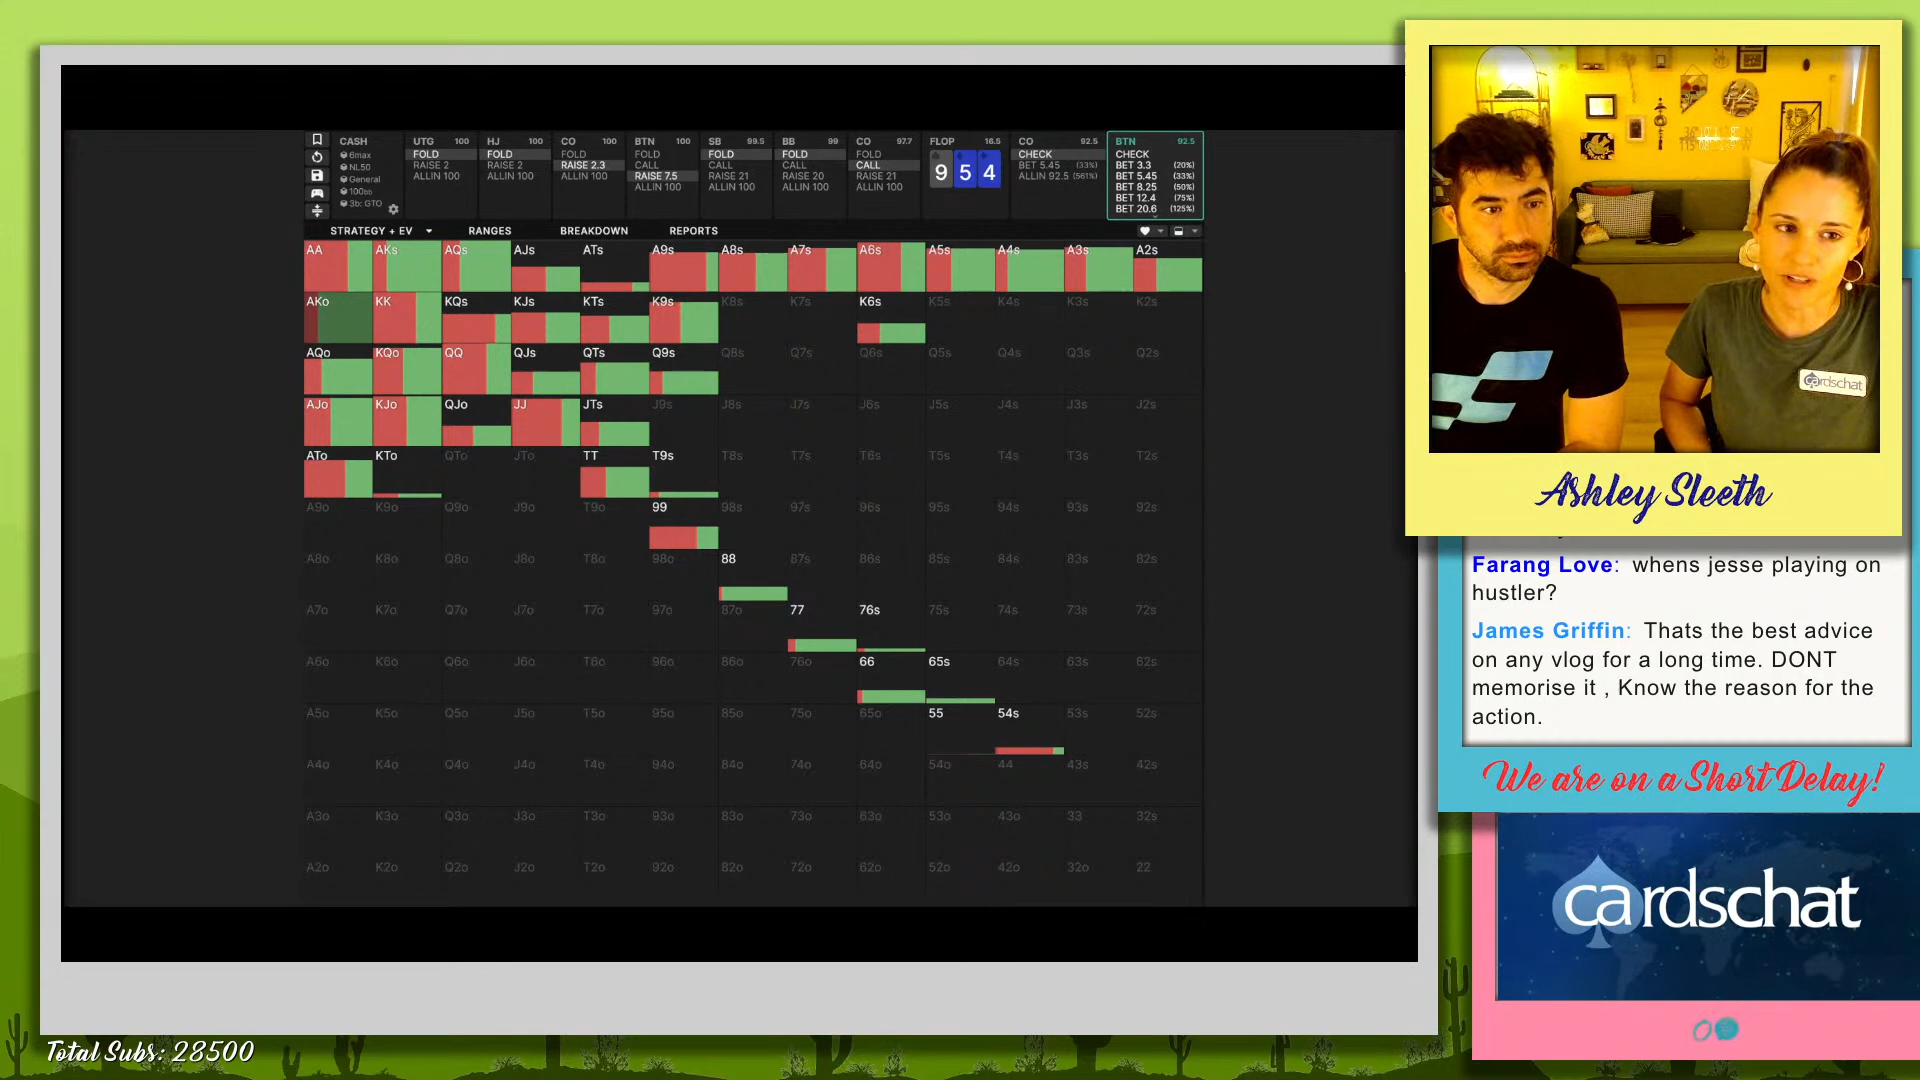 CASH
6max
NL50
General
100bb
3b: GTO
UTG 100
FOLD
RAISE 2
ALLIN 100
HJ 100
FOLD
RAISE 2
ALLIN 100
CO 100
FOLD
RAISE 2.3
ALLIN 100
BTN 100
FOLD
CALL
RAISE 7.5
ALLIN 100
SB 99.5
FOLD
CALL
RAISE 21
ALLIN 100
BB 99
FOLD
CALL
RAISE 20
ALLIN 100
CO 97.7
FOLD
CALL
RAISE 21
ALLIN 100
FLOP 16.5
9 5 4
CO 92.5
CHECK
BET 5.45 (33%)
ALLIN 92.5 (561%)
BTN 92.5
CHECK
BET 3.3 (20%)
BET 5.45 (33%)
BET 8.25 (50%)
BET 12.4 (75%)
BET 20.6 (125%)
STRATEGY + EV RANGES BREAKDOWN REPORTS
AA AKs AQs AJs ATs A9s A8s A7s A6s A5s A4s A3s A2s
AKo KK KQs KJs KTs K9s K8s K7s K6s K5s K4s K3s K2s
AQo KQo QQ QJs QTs Q9s Q8s Q7s Q6s Q5s Q4s Q3s Q2s
AJo KJo QJo JJ JTs J9s J8s J7s J6s J5s J4s J3s J2s
ATo KTo QTo JTo TT T9s T8s T7s T6s T5s T4s T3s T2s
A9o K9o Q9o J9o T9o 99 98s 97s 96s 95s 94s 93s 92s
A8o K8o Q8o J8o T8o 98o 88 87s 86s 85s 84s 83s 82s
A7o K7o Q7o J7o T7o 97o 87o 77 76s 75s 74s 73s 72s
A6o K6o Q6o J6o T6o 96o 86o 76o 66 65s 64s 63s 62s
A5o K5o Q5o J5o T5o 95o 85o 75o 65o 55 54s 53s 52s
A4o K4o Q4o J4o T4o 94o 84o 74o 64o 54o 44 43s 42s
A3o K3o Q3o J3o T3o 93o 83o 73o 63o 53o 43o 33 32s
A2o K2o Q2o J2o T2o 92o 82o 72o 62o 52o 42o 32o 22
cardschat
Ashley Sleeth
Farang Love: whens jesse playing on
hustler?
James Griffin: Thats the best advice
on any vlog for a long time. DONT
memorise it , Know the reason for the
action.
We are on a Short Delay!
cardschat
Total Subs: 28500